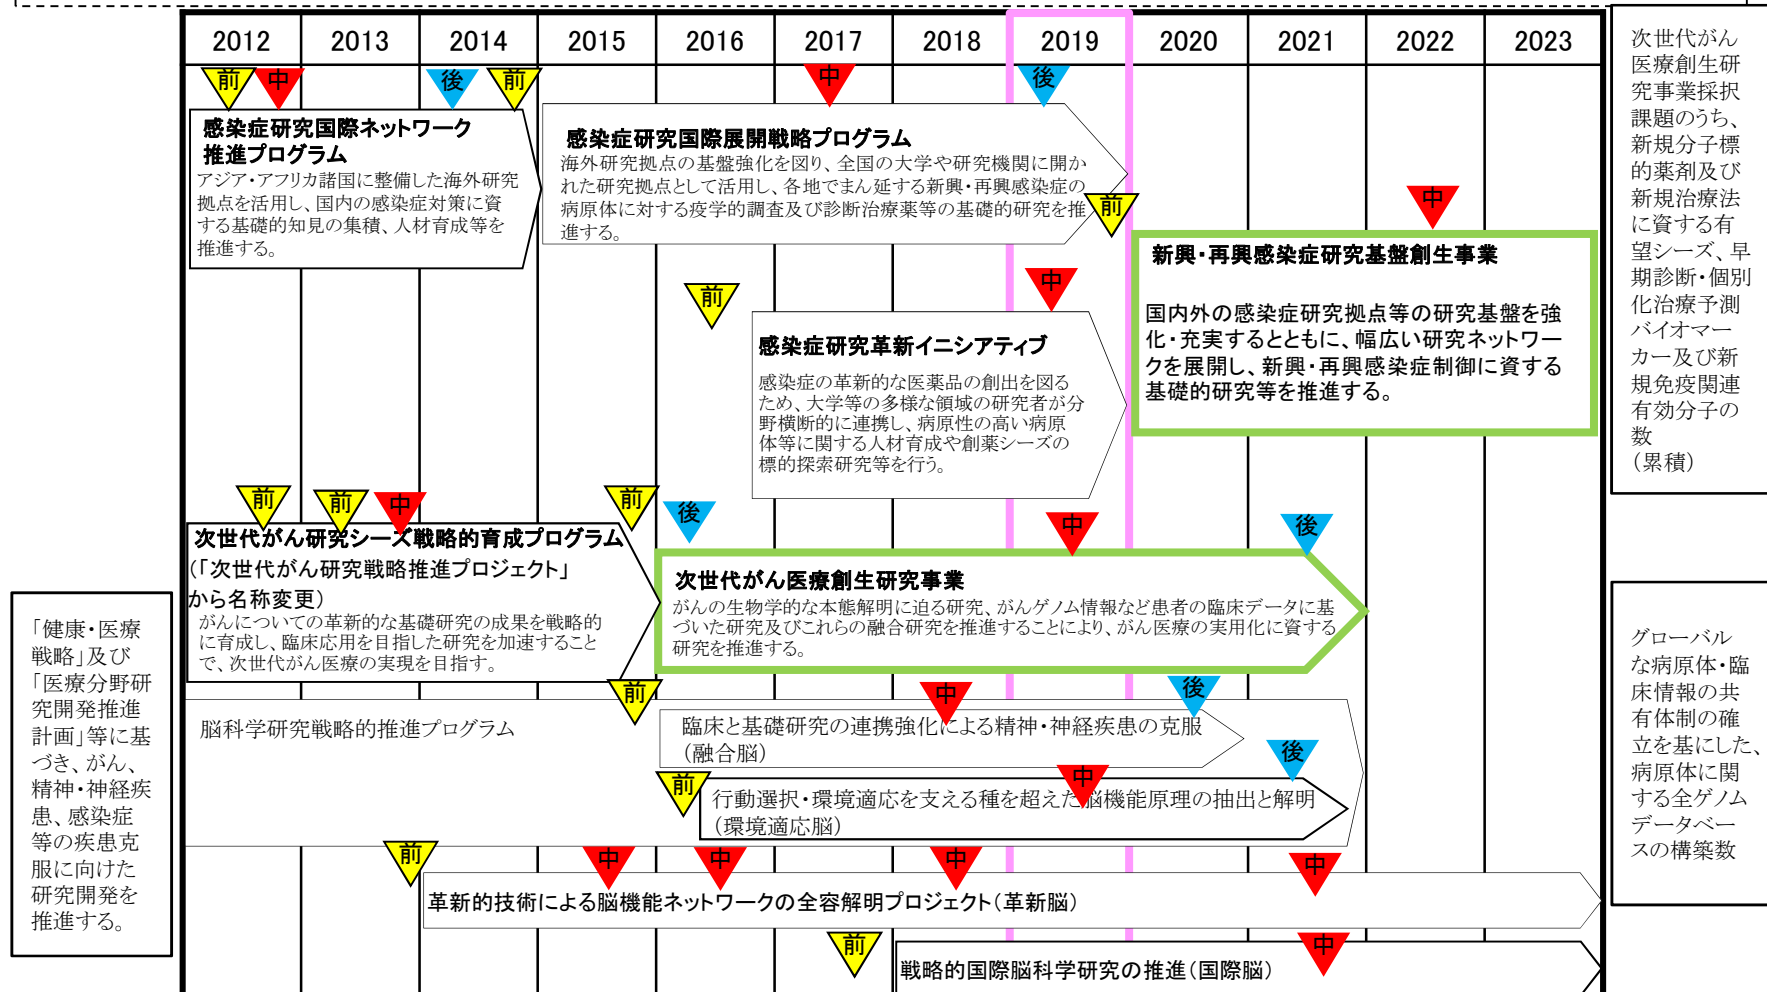 2012 2013 2014 2015 2016 2017 2018 2019 2020 2021 2022 2023
前 中 後 前 中 後
感染症研究国際ネットワーク
推進プログラム
アジア・アフリカ諸国に整備した海外研究
拠点を活用し、国内の感染症対策に資
する基礎的知見の集積、人材育成等を
推進する。
感染症研究国際展開戦略プログラム
海外研究拠点の基盤強化を図り、全国の大学や研究機関に開か
れた研究拠点として活用し、各地でまん延する新興・再興感染症の
病原体に対する疫学的調査及び診断治療薬等の基礎的研究を推
進する。
前
中
新興・再興感染症研究基盤創生事業
国内外の感染症研究拠点等の研究基盤を強
化・充実するとともに、幅広い研究ネットワー
クを展開し、新興・再興感染症制御に資する
基礎的研究等を推進する。
前
中
感染症研究革新イニシアティブ
感染症の革新的な医薬品の創出を図る
ため、大学等の多様な領域の研究者が分
野横断的に連携し、病原性の高い病原
体等に関する人材育成や創薬シーズの
標的探索研究等を行う。
前 前 中 前 後 中 後
次世代がん研究シーズ戦略的育成プログラム
(「次世代がん研究戦略推進プロジェクト」
から名称変更)
がんについての革新的な基礎研究の成果を戦略的
に育成し、臨床応用を目指した研究を加速すること
で、次世代がん医療の実現を目指す。
次世代がん医療創生研究事業
がんの生物学的な本態解明に迫る研究、がんゲノム情報など患者の臨床データに基
づいた研究及びこれらの融合研究を推進することにより、がん医療の実用化に資する
研究を推進する。
前 中 後
脳科学研究戦略的推進プログラム
臨床と基礎研究の連携強化による精神・神経疾患の克服
(融合脳)
前 中 後
行動選択・環境適応を支える種を超えた脳機能原理の抽出と解明
(環境適応脳)
前 中 中 中 中
革新的技術による脳機能ネットワークの全容解明プロジェクト(革新脳)
前 中
戦略的国際脳科学研究の推進(国際脳)
「健康・医療
戦略」及び
「医療分野研
究開発推進
計画」等に基
づき、がん、
精神・神経疾
患、感染症
等の疾患克
服に向けた
研究開発を
推進する。
次世代がん
医療創生研
究事業採択
課題のうち、
新規分子標
的薬剤及び
新規治療法
に資する有
望シーズ、早
期診断・個別
化治療予測
バイオマー
カー及び新
規免疫関連
有効分子の
数
(累積)
グローバル
な病原体・臨
床情報の共
有体制の確
立を基にした、
病原体に関
する全ゲノム
データベー
スの構築数